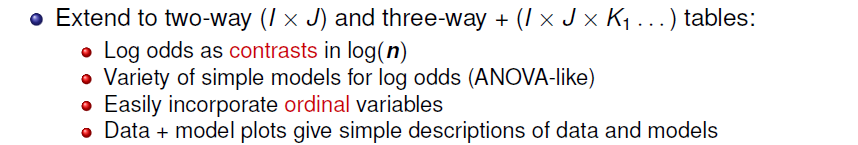 Extend to two-way (I × J) and three-way + (I × J × K₁ …) tables:
Log odds as contrasts in log(n)
Variety of simple models for log odds (ANOVA-like)
Easily incorporate ordinal variables
Data + model plots give simple descriptions of data and models